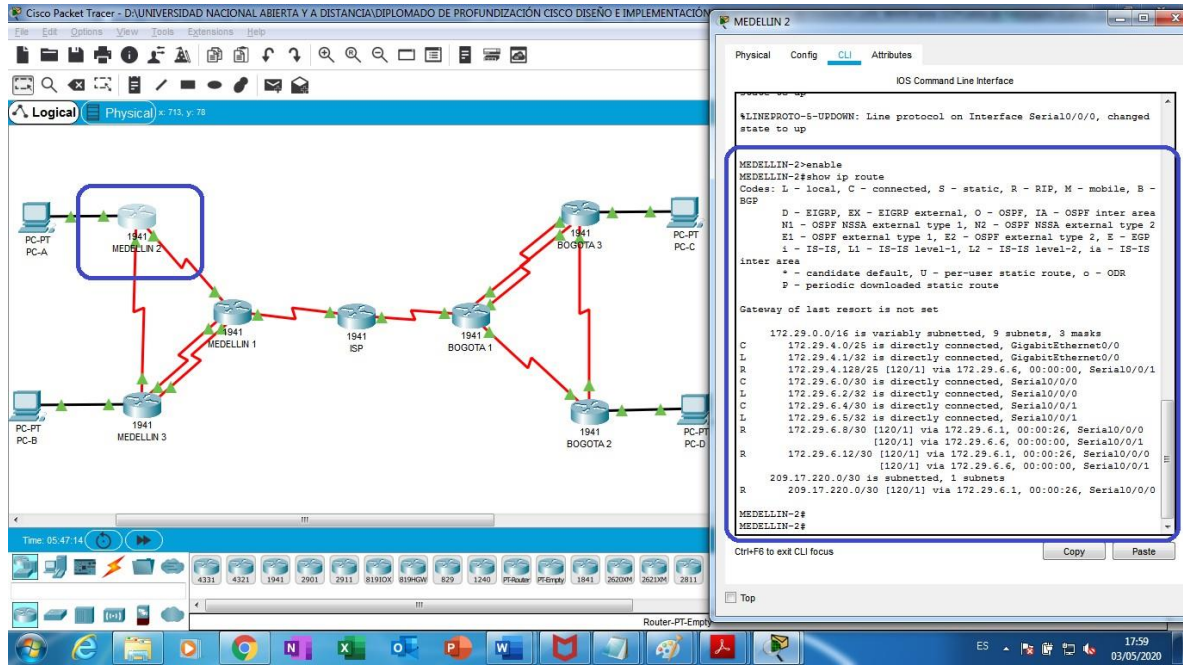 Cisco Packet Tracer - D:\UNIVERSIDAD NACIONAL ABIERTA Y A DISTANCIA\DIPLOMADO DE PROFUNDIZACIÓN CISCO DISEÑO E IMPLEMENTACIÓN
File Edit Options View Tools Extensions Help
Logical Physical x: 713, y: 78
PC-PT
PC-A
1941
MEDELLIN 2
1941
BOGOTA 3
PC-PT
PC-C
1941
MEDELLIN 1
1941
ISP
1941
BOGOTA 1
PC-PT
PC-B
1941
MEDELLIN 3
1941
BOGOTA 2
PC-PT
PC-D
Time: 05:47:14
4331 4321 1941 2901 2911 819IOX 819HGW 829 1240 PT-Router PT-Empty 1841 2620XM 2621XM 2811
Router-PT-Empty
MEDELLIN 2
Physical Config CLI Attributes
IOS Command Line Interface
state to up
%LINEPROTO-5-UPDOWN: Line protocol on Interface Serial0/0/0, changed
state to up
MEDELLIN-2>enable
MEDELLIN-2#show ip route
Codes: L - local, C - connected, S - static, R - RIP, M - mobile, B -
BGP
D - EIGRP, EX - EIGRP external, O - OSPF, IA - OSPF inter area
N1 - OSPF NSSA external type 1, N2 - OSPF NSSA external type 2
E1 - OSPF external type 1, E2 - OSPF external type 2, E - EGP
i - IS-IS, L1 - IS-IS level-1, L2 - IS-IS level-2, ia - IS-IS
inter area
* - candidate default, U - per-user static route, o - ODR
P - periodic downloaded static route
Gateway of last resort is not set
172.29.0.0/16 is variably subnetted, 9 subnets, 3 masks
C 172.29.4.0/25 is directly connected, GigabitEthernet0/0
L 172.29.4.1/32 is directly connected, GigabitEthernet0/0
R 172.29.4.128/25 [120/1] via 172.29.6.6, 00:00:00, Serial0/0/1
C 172.29.6.0/30 is directly connected, Serial0/0/0
L 172.29.6.2/32 is directly connected, Serial0/0/0
C 172.29.6.4/30 is directly connected, Serial0/0/1
L 172.29.6.5/32 is directly connected, Serial0/0/1
R 172.29.6.8/30 [120/1] via 172.29.6.1, 00:00:26, Serial0/0/0
[120/1] via 172.29.6.6, 00:00:00, Serial0/0/1
R 172.29.6.12/30 [120/1] via 172.29.6.1, 00:00:26, Serial0/0/0
[120/1] via 172.29.6.6, 00:00:00, Serial0/0/1
209.17.220.0/30 is subnetted, 1 subnets
R 209.17.220.0/30 [120/1] via 172.29.6.1, 00:00:26, Serial0/0/0
MEDELLIN-2#
MEDELLIN-2#
Ctrl+F6 to exit CLI focus
Copy Paste
Top
ES 17:59
03/05/2020